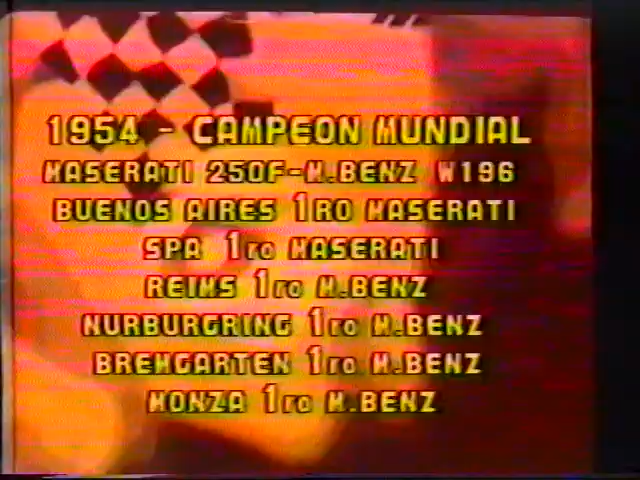 1954 - CAMPEON MUNDIAL
MASERATI 250F-M.BENZ W196
BUENOS AIRES 1RO MASERATI
SPA 1ro MASERATI
REIMS 1ro M.BENZ
NURBURGRING 1ro M.BENZ
BREMGARTEN 1ro M.BENZ
MONZA 1ro M.BENZ